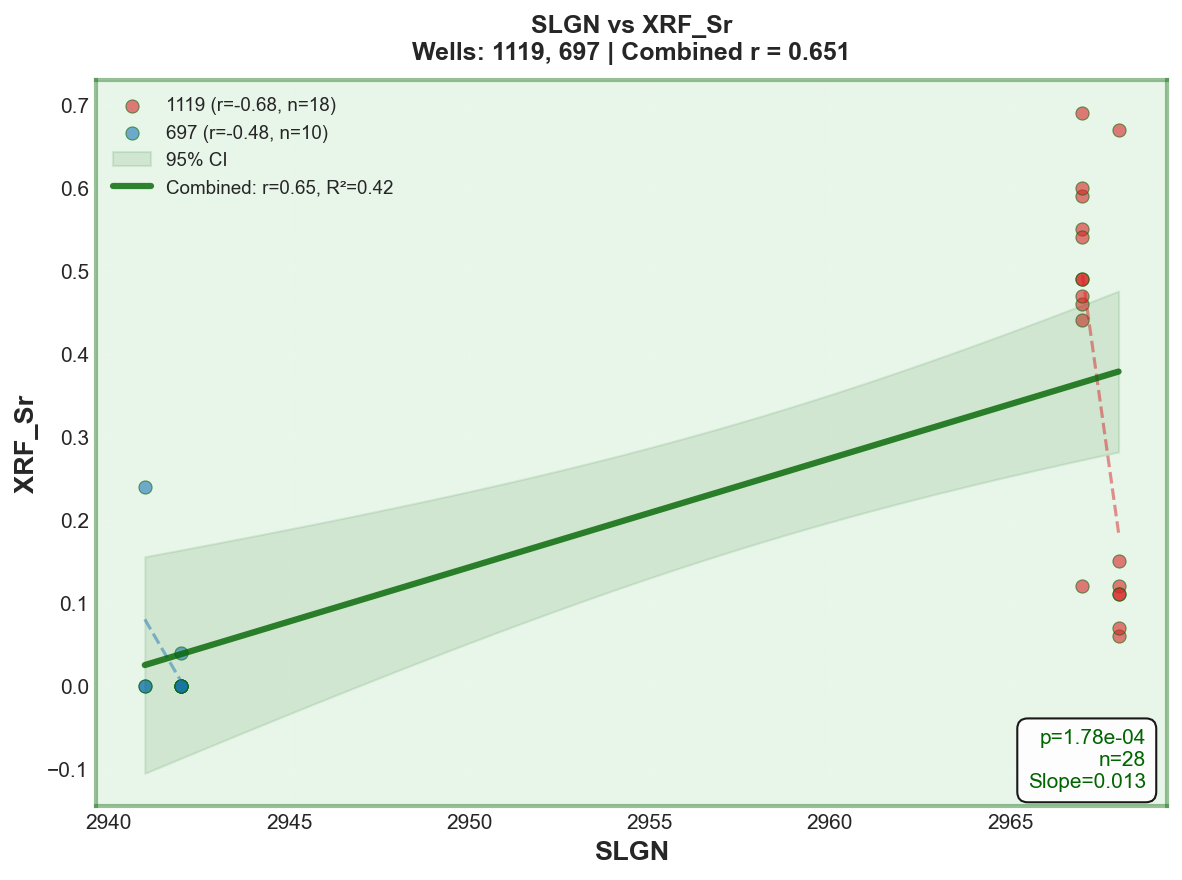 SLGN vs XRF_Sr
Wells: 1119, 697 | Combined r = 0.651
1119 (r=-0.68, n=18)
697 (r=-0.48, n=10)
95% CI
Combined: r=0.65, R²=0.42
XRF_Sr
0.7
0.6
0.5
0.4
0.3
0.2
0.1
0.0
−0.1
p=1.78e-04
n=28
Slope=0.013
2940 2945 2950 2955 2960 2965
SLGN